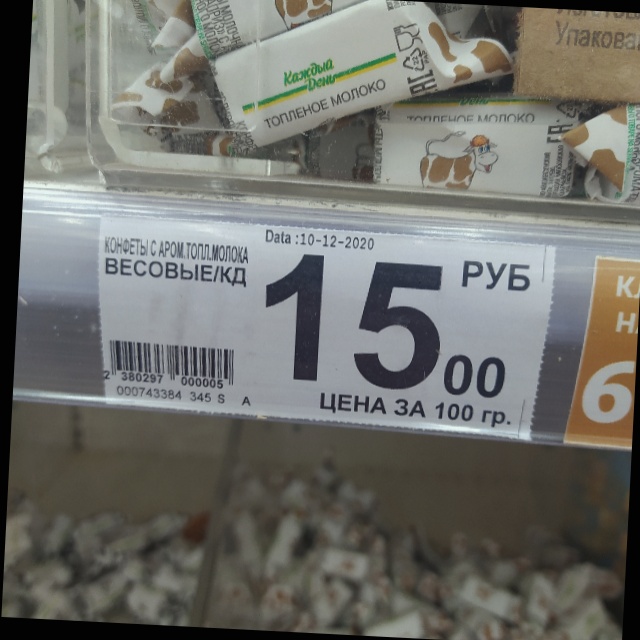 Упакова
Каждый
День
ТОПЛЕНОЕ МОЛОКО
День
ТОПЛЕНОЕ МОЛОКО
Data :10-12-2020
КОНФЕТЫ С АРОМ.ТОПЛ.МОЛОКА
ВЕСОВЫЕ/КД
15 00
РУБ
ЦЕНА ЗА 100 гр.
2 380297 000005
000743384 345 S A
К
Н
6